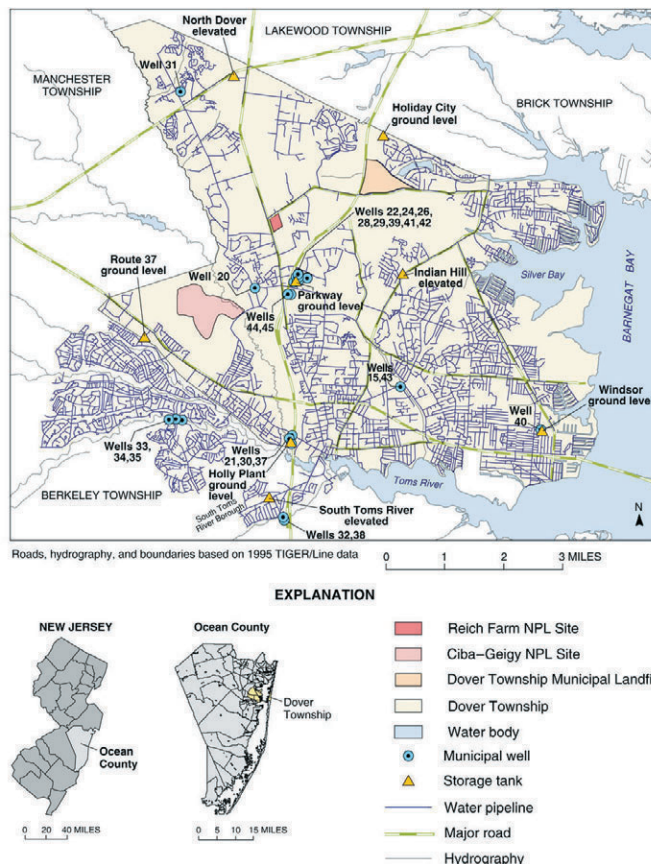 North Dover
elevated
LAKEWOOD TOWNSHIP
Well 31
MANCHESTER
TOWNSHIP
Holiday City
ground level
BRICK TOWNSHIP
Wells 22,24,26,
28,29,39,41,42
Route 37
ground level
Well 20
Indian Hill
elevated
Silver Bay
BARNEGAT BAY
Parkway
ground level
Wells
44,45
Wells
15,43
Windsor
ground level
Well
40
Wells 33,
34,35
Wells
21,30,37
Holly Plant
ground
level
BERKELEY TOWNSHIP
Toms River
South Toms
River Borough
South Toms River
elevated
Wells 32,38
N
Roads, hydrography, and boundaries based on 1995 TIGER/Line data
0 1 2 3 MILES
EXPLANATION
NEW JERSEY
Ocean
County
0 20 40 MILES
Ocean County
Dover
Township
0 5 10 15 MILES
Reich Farm NPL Site
Ciba–Geigy NPL Site
Dover Township Municipal Landfi
Dover Township
Water body
Municipal well
Storage tank
Water pipeline
Major road
Hydrography